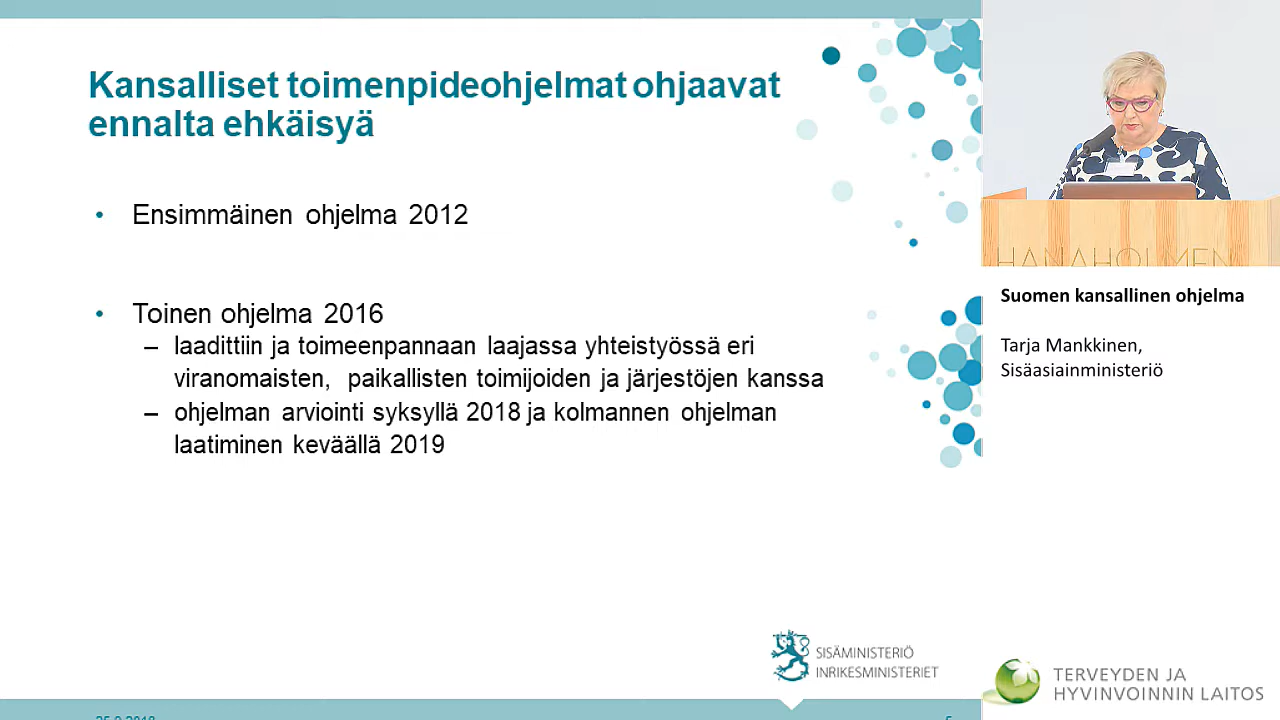 Kansalliset toimenpideohjelmat ohjaavat
ennalta ehkäisyä
• Ensimmäinen ohjelma 2012
• Toinen ohjelma 2016
– laadittiin ja toimeenpannaan laajassa yhteistyössä eri
viranomaisten, paikallisten toimijoiden ja järjestöjen kanssa
– ohjelman arviointi syksyllä 2018 ja kolmannen ohjelman
laatiminen keväällä 2019
SISÄMINISTERIÖ
INRIKESMINISTERIET
HANAHOLMEN
Suomen kansallinen ohjelma
Tarja Mankkinen,
Sisäasiainministeriö
TERVEYDEN JA
HYVINVOINNIN LAITOS